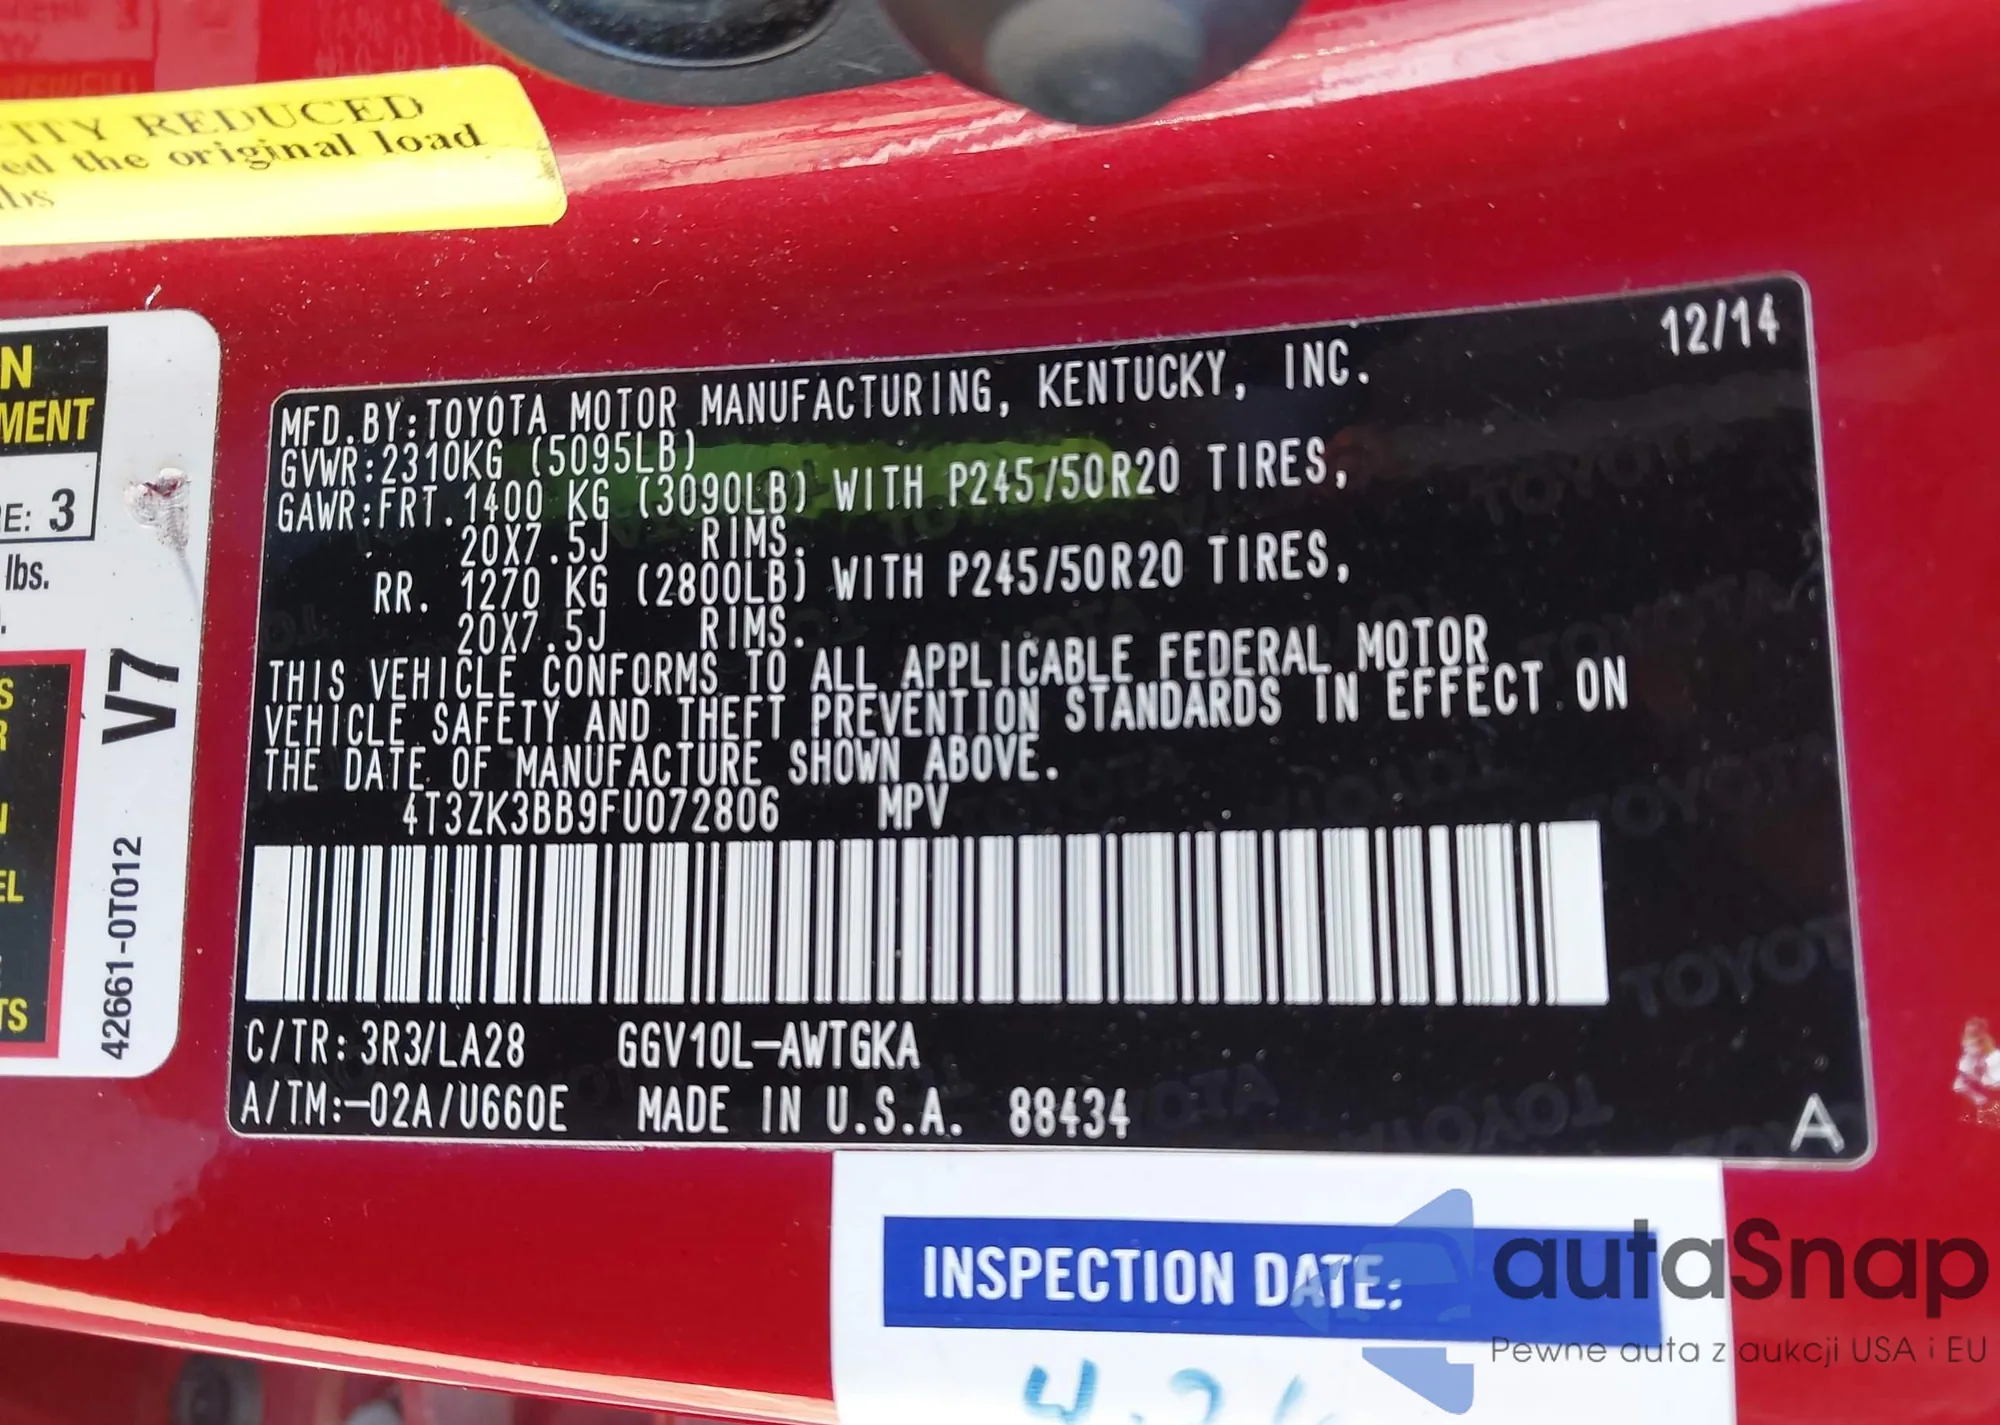 CITY REDUCED
ed the original load
lbs
N
MENT
RE: 3
lbs.
S
R
N
EL
TS
V7
42661-0T012
12/14
MFD. BY: TOYOTA MOTOR MANUFACTURING, KENTUCKY, INC.
GVWR: 2310KG (5095LB)
GAWR: FRT. 1400 KG (3090LB) WITH P245/50R20 TIRES,
20X7.5J RIMS.
RR. 1270 KG (2800LB) WITH P245/50R20 TIRES,
20X7.5J RIMS.
THIS VEHICLE CONFORMS TO ALL APPLICABLE FEDERAL MOTOR
VEHICLE SAFETY AND THEFT PREVENTION STANDARDS IN EFFECT ON
THE DATE OF MANUFACTURE SHOWN ABOVE.
4T3ZK3BB9FU072806 MPV
C/TR: 3R3/LA28 GGV10L-AWTGKA
A/TM:-02A/U660E MADE IN U.S.A. 88434
A
INSPECTION DATE:
autaSnap
Pewne auta z aukcji USA i EU